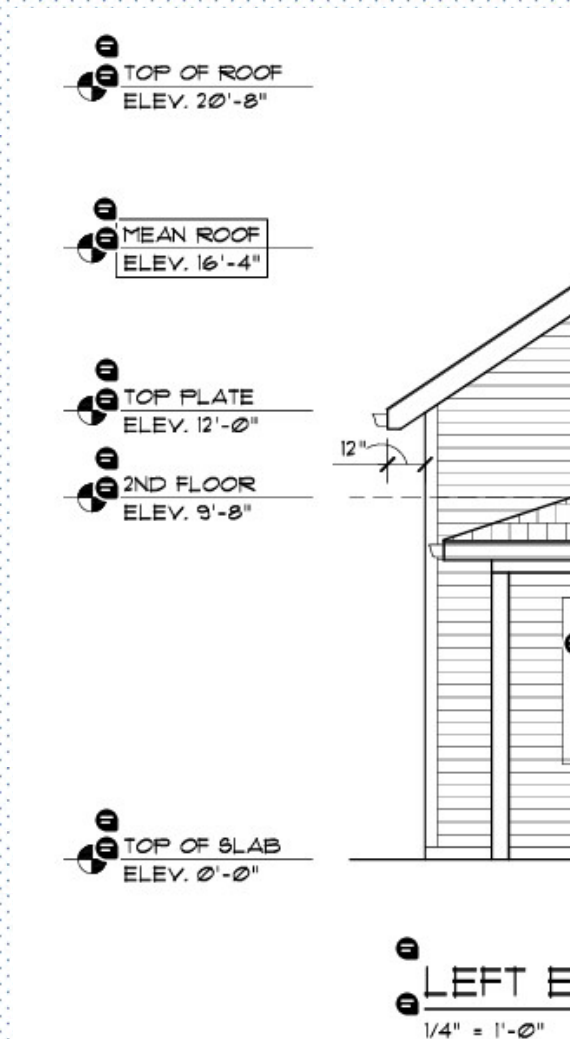 TOP OF ROOF
ELEV. 20'-8"
MEAN ROOF
ELEV. 16'-4"
TOP PLATE
ELEV. 12'-0"
12"
2ND FLOOR
ELEV. 9'-8"
TOP OF SLAB
ELEV. 0'-0"
LEFT E
1/4" = 1'-0"